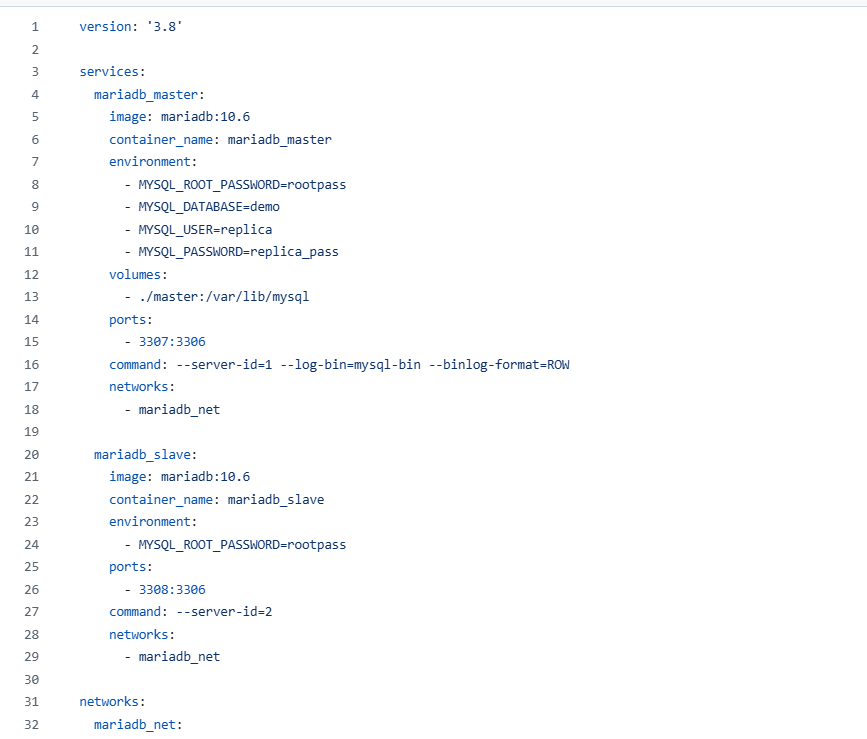 1 version: '3.8'
2
3 services:
4   mariadb_master:
5     image: mariadb:10.6
6     container_name: mariadb_master
7     environment:
8       - MYSQL_ROOT_PASSWORD=rootpass
9       - MYSQL_DATABASE=demo
10       - MYSQL_USER=replica
11       - MYSQL_PASSWORD=replica_pass
12     volumes:
13       - ./master:/var/lib/mysql
14     ports:
15       - 3307:3306
16     command: --server-id=1 --log-bin=mysql-bin --binlog-format=ROW
17     networks:
18       - mariadb_net
19
20   mariadb_slave:
21     image: mariadb:10.6
22     container_name: mariadb_slave
23     environment:
24       - MYSQL_ROOT_PASSWORD=rootpass
25     ports:
26       - 3308:3306
27     command: --server-id=2
28     networks:
29       - mariadb_net
30
31 networks:
32   mariadb_net: